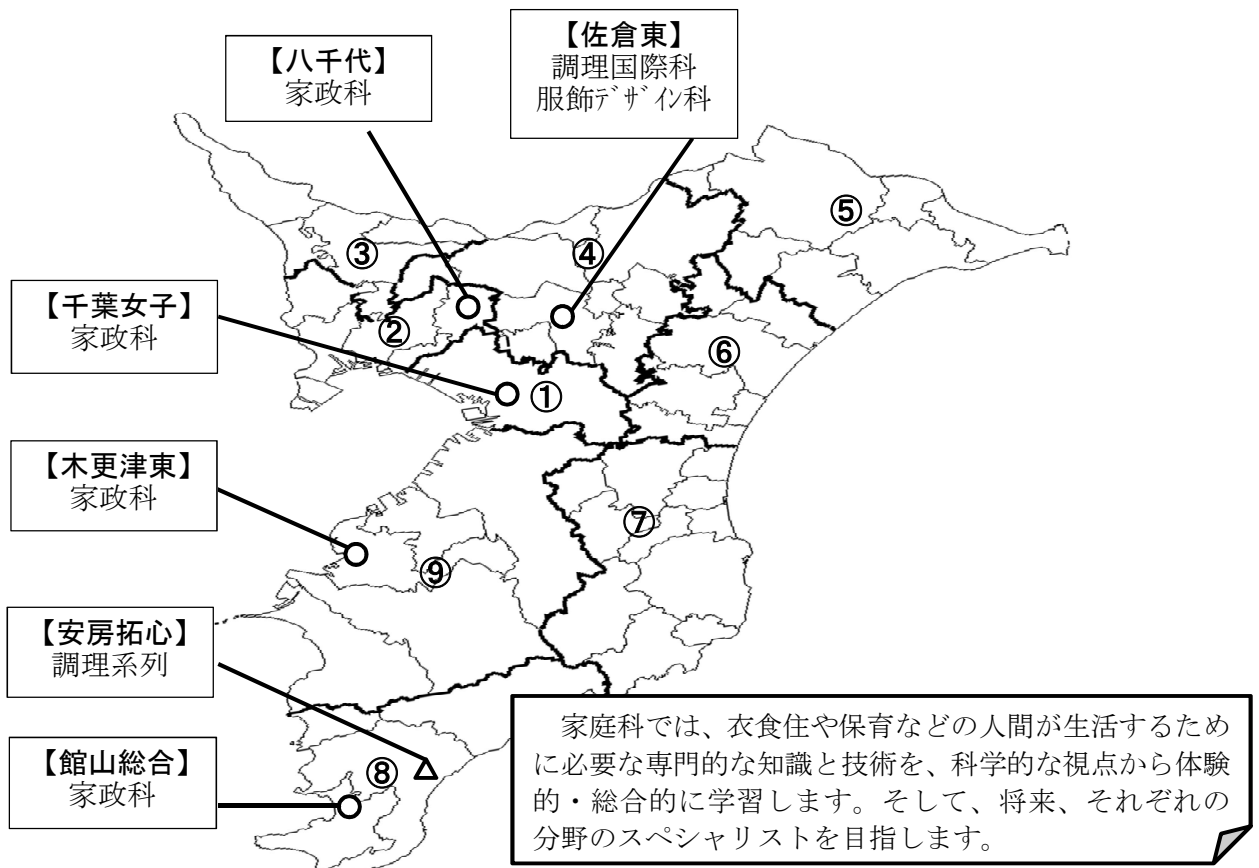 【八千代】
家政科
【佐倉東】
調理国際科
服飾ﾃﾞｻﾞｲﾝ科
⑤
③
④
【千葉女子】
家政科
②
⑥
①
【木更津東】
家政科
⑦
⑨
【安房拓心】
調理系列
【館山総合】
家政科
⑧
家庭科では、衣食住や保育などの人間が生活するため
に必要な専門的な知識と技術を、科学的な視点から体験
的・総合的に学習します。そして、将来、それぞれの
分野のスペシャリストを目指します。